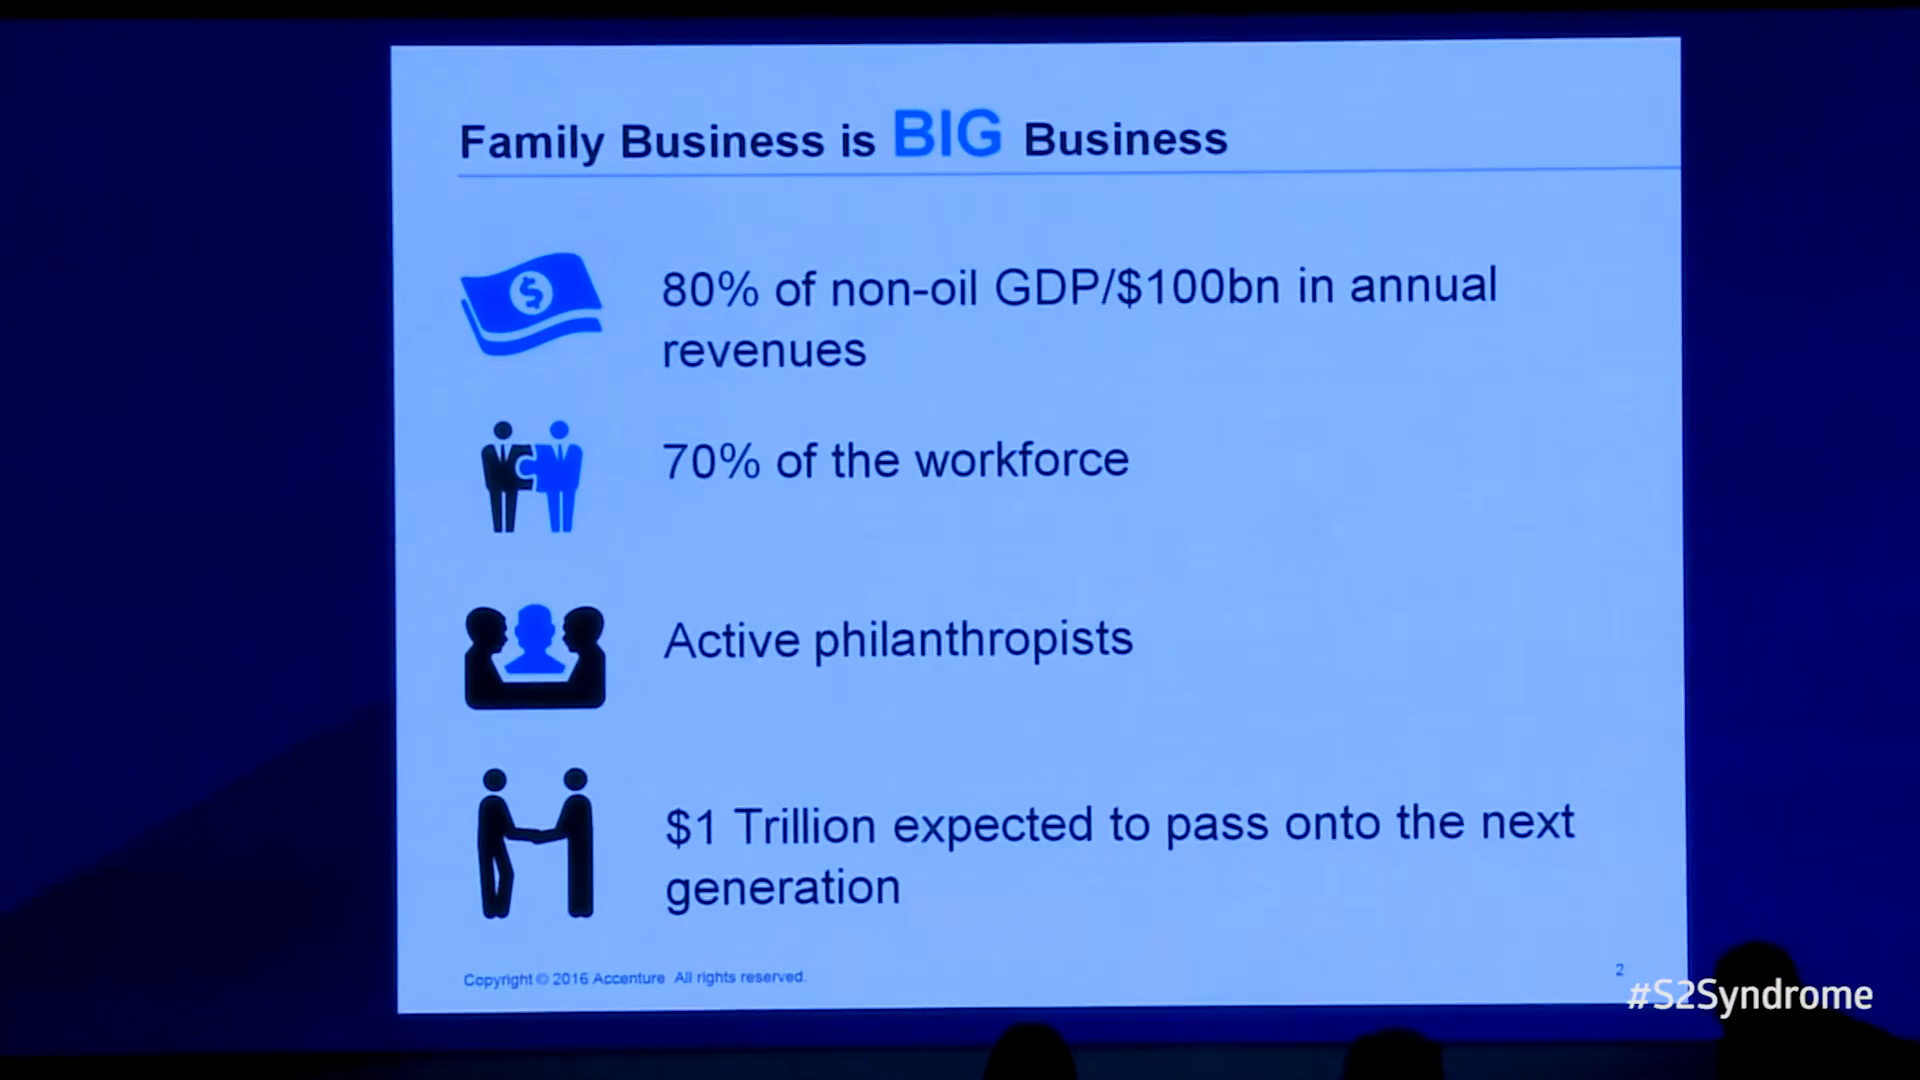 Family Business is BIG Business
$
80% of non-oil GDP/$100bn in annual
revenues
70% of the workforce
Active philanthropists
$1 Trillion expected to pass onto the next
generation
Copyright © 2016 Accenture All rights reserved.
2
#S2Syndrome